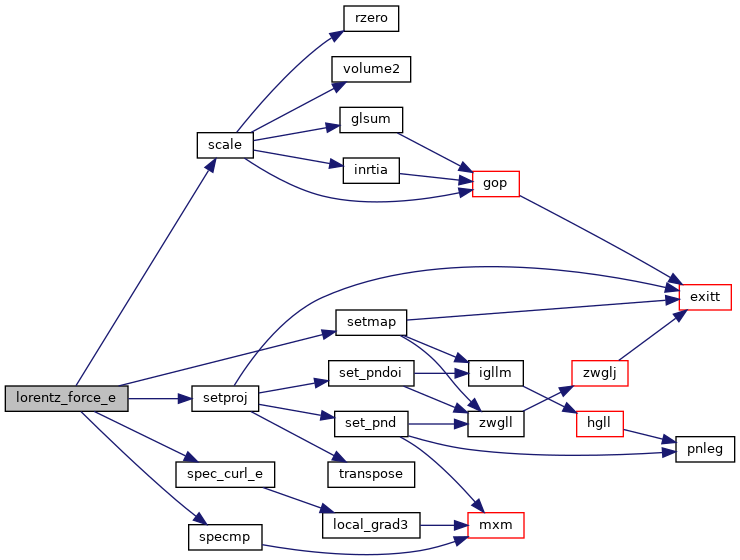 rzero
volume2
glsum
scale
inrtia
gop
exitt
setmap
set_pndoi
igllm
zwglj
lorentz_force_e
setproj
set_pnd
zwgll
hgll
pnleg
spec_curl_e
transpose
local_grad3
mxm
specmp